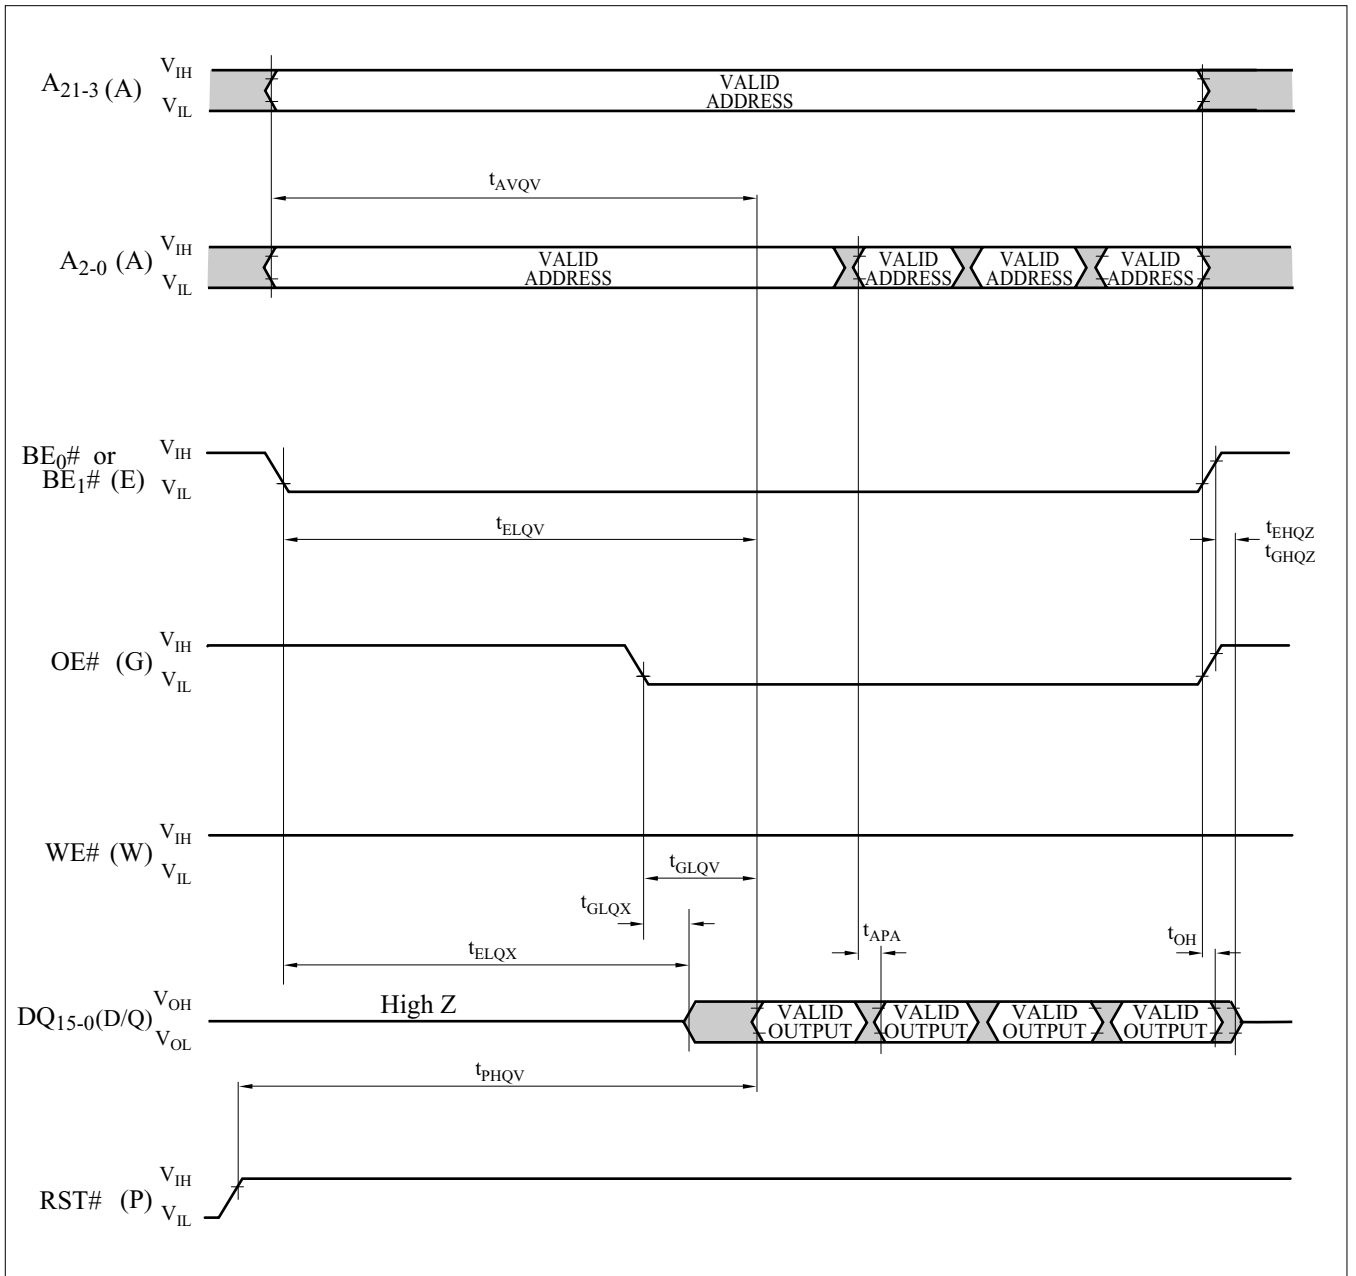 A21-3 (A) VIH VIL
VALID
ADDRESS
tAVQV
A2-0 (A) VIH VIL
VALID VALID VALID VALID
ADDRESS ADDRESS ADDRESS ADDRESS
BE0# or VIH
BE1# (E) VIL
tELQV
tEHQZ
tGHQZ
OE# (G) VIH VIL
WE# (W) VIH VIL
tGLQV
tGLQX
tELQX
tAPA
tOH
DQ15-0(D/Q) VOH VOL
High Z
VALID VALID VALID VALID
OUTPUT OUTPUT OUTPUT OUTPUT
tPHQV
RST# (P) VIH VIL